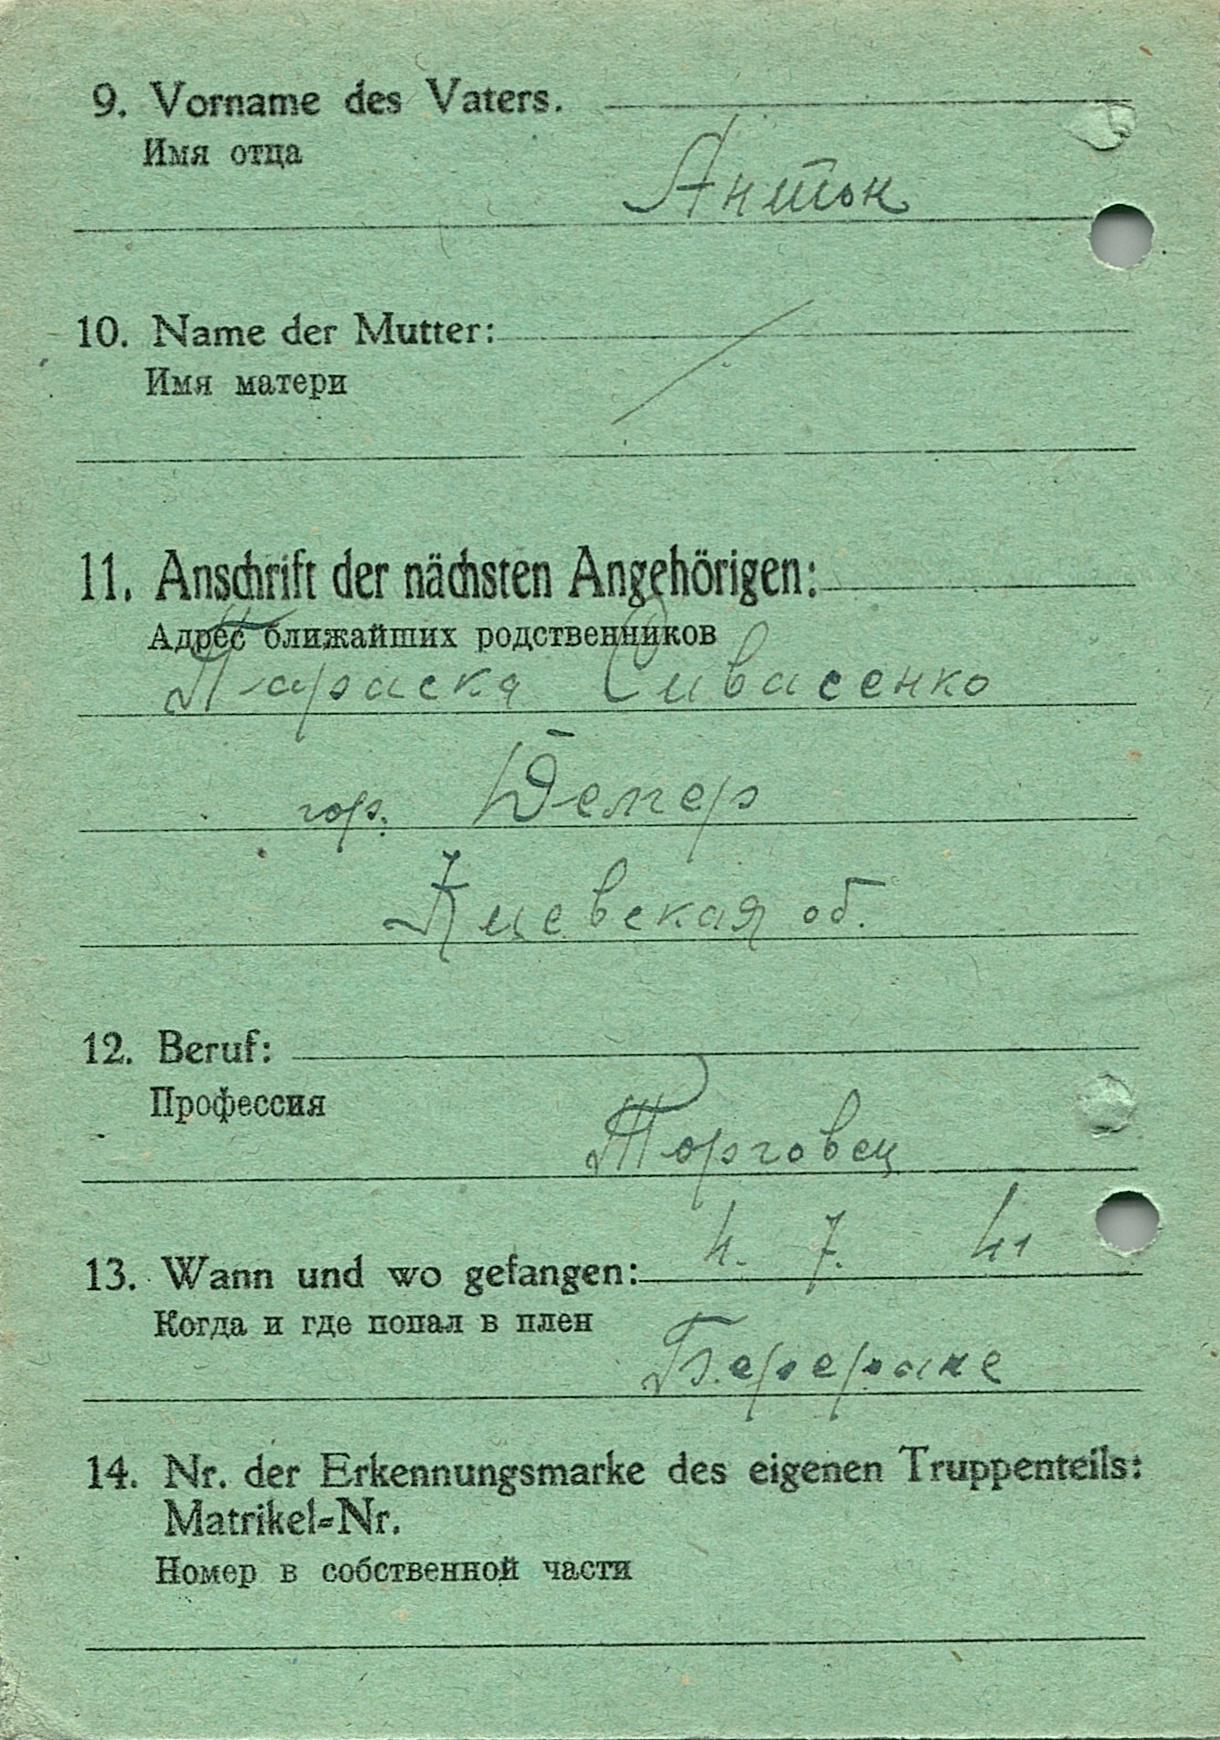 9. Vorname des Vaters.
Имя отца
Антон
10. Name der Mutter:
Имя матери
11. Anschrift der nächsten Angehörigen:
Адрес ближайших родственников
Параска Сивасенко
гор. Демер
Киевская об.
12. Beruf:
Профессия
Торговец
4. 7. 41
13. Wann und wo gefangen:
Когда и где попал в плен
14. Nr. der Erkennungsmarke des eigenen Truppenteils:
Matrikel-Nr.
Номер в собственной части